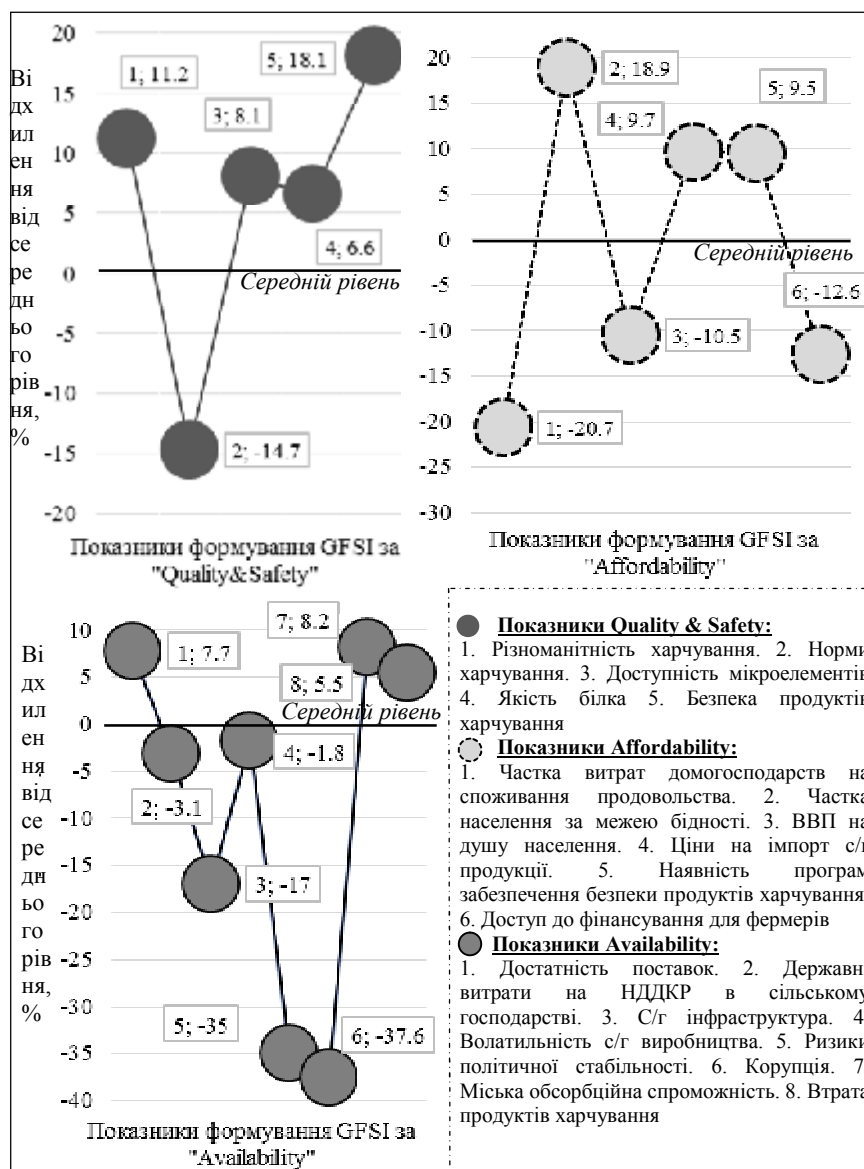 Ві
дх
ил
ен
ня
від
се
ре
дн
ьо
го
рів
ня,
%
20
15
10
5
0
-5
-10
-15
-20
1; 11.2
5; 18.1
3; 8.1
4; 6.6
Середній рівень
2; -14.7
Показники формування GFSI за
"Quality&Safety"
20
10
0
-5
-10
-15
-20
-25
-30
2; 18.9
5; 9.5
4; 9.7
Середній рівень
6; -12.6
3; -10.5
1; -20.7
Показники формування GFSI за
"Affordability"
Ві
дх
ил
ен
ня
від
се
ре
дн
ьо
го
рів
ня,
%
10
5
0
-5
-10
-15
-20
-25
-30
-35
-40
7; 8.2
1; 7.7
8; 5.5
Середній рівень
4; -1.8
2; -3.1
3; -17
5; -35
6; -37.6
Показники формування GFSI за
"Availability"
Показники Quality & Safety:
1. Різноманітність харчування. 2. Норми
харчування. 3. Доступність мікроелементів
4. Якість білка 5. Безпека продуктів
харчування
Показники Affordability:
1. Частка витрат домогосподарств на
споживання продовольства. 2. Частка
населення за межею бідності. 3. ВВП на
душу населення. 4. Ціни на імпорт с/г
продукції. 5. Наявність програм
забезпечення безпеки продуктів харчування
6. Доступ до фінансування для фермерів
Показники Availability:
1. Достатність поставок. 2. Державні
витрати на НДДКР в сільському
господарстві. 3. С/г інфраструктура. 4
Волатильність с/г виробництва. 5. Ризики
політичної стабільності. 6. Корупція. 7
Міська обсорбційна спроможність. 8. Втрата
продуктів харчування